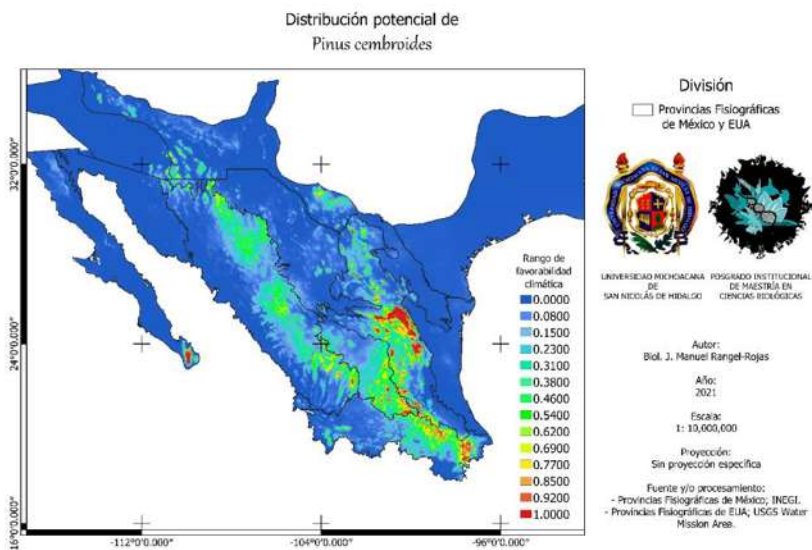 Distribución potencial de
Pinus cembroides
División
Provincias Fisiográficas
de México y EUA
UNIVERSIDAD MICHOACANA
DE
SAN NICOLÁS DE HIDALGO
POSGRADO INSTITUCIONAL
DE MAESTRÍA EN
CIENCIAS BIOLÓGICAS
Rango de
favorabilidad
climática
0.0000
0.0800
0.1500
0.2300
0.3100
0.3800
0.4600
0.5400
0.6200
0.6900
0.7700
0.8500
0.9200
1.0000
Autor:
Biol. J. Manuel Rangel-Rojas
Año:
2021
Escala:
1: 10,000,000
Proyección:
Sin proyección específica
Fuente y/o procesamiento:
- Provincias Fisiográficas de México; INEGI.
- Provincias Fisiográficas de EUA; USGS Water
Mission Area.
32°0'0.000"
24°0'0.000"
16°0'0.000"
-112°0'0.000"
-104°0'0.000"
-96°0'0.000"